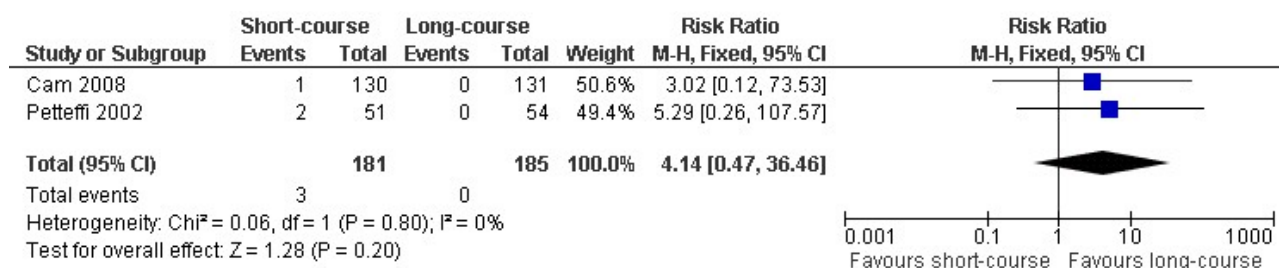 Short-course Long-course Risk Ratio Risk Ratio
Study or Subgroup Events Total Events Total Weight M-H, Fixed, 95% CI M-H, Fixed, 95% CI
Cam 2008 1 130 0 131 50.6% 3.02 [0.12, 73.53]
Petteffi 2002 2 51 0 54 49.4% 5.29 [0.26, 107.57]
Total (95% CI) 181 185 100.0% 4.14 [0.47, 36.46]
Total events 3 0
Heterogeneity: Chi² = 0.06, df = 1 (P = 0.80); I² = 0%
Test for overall effect: Z = 1.28 (P = 0.20)
0.001 0.1 1 10 1000
Favours short-course Favours long-course